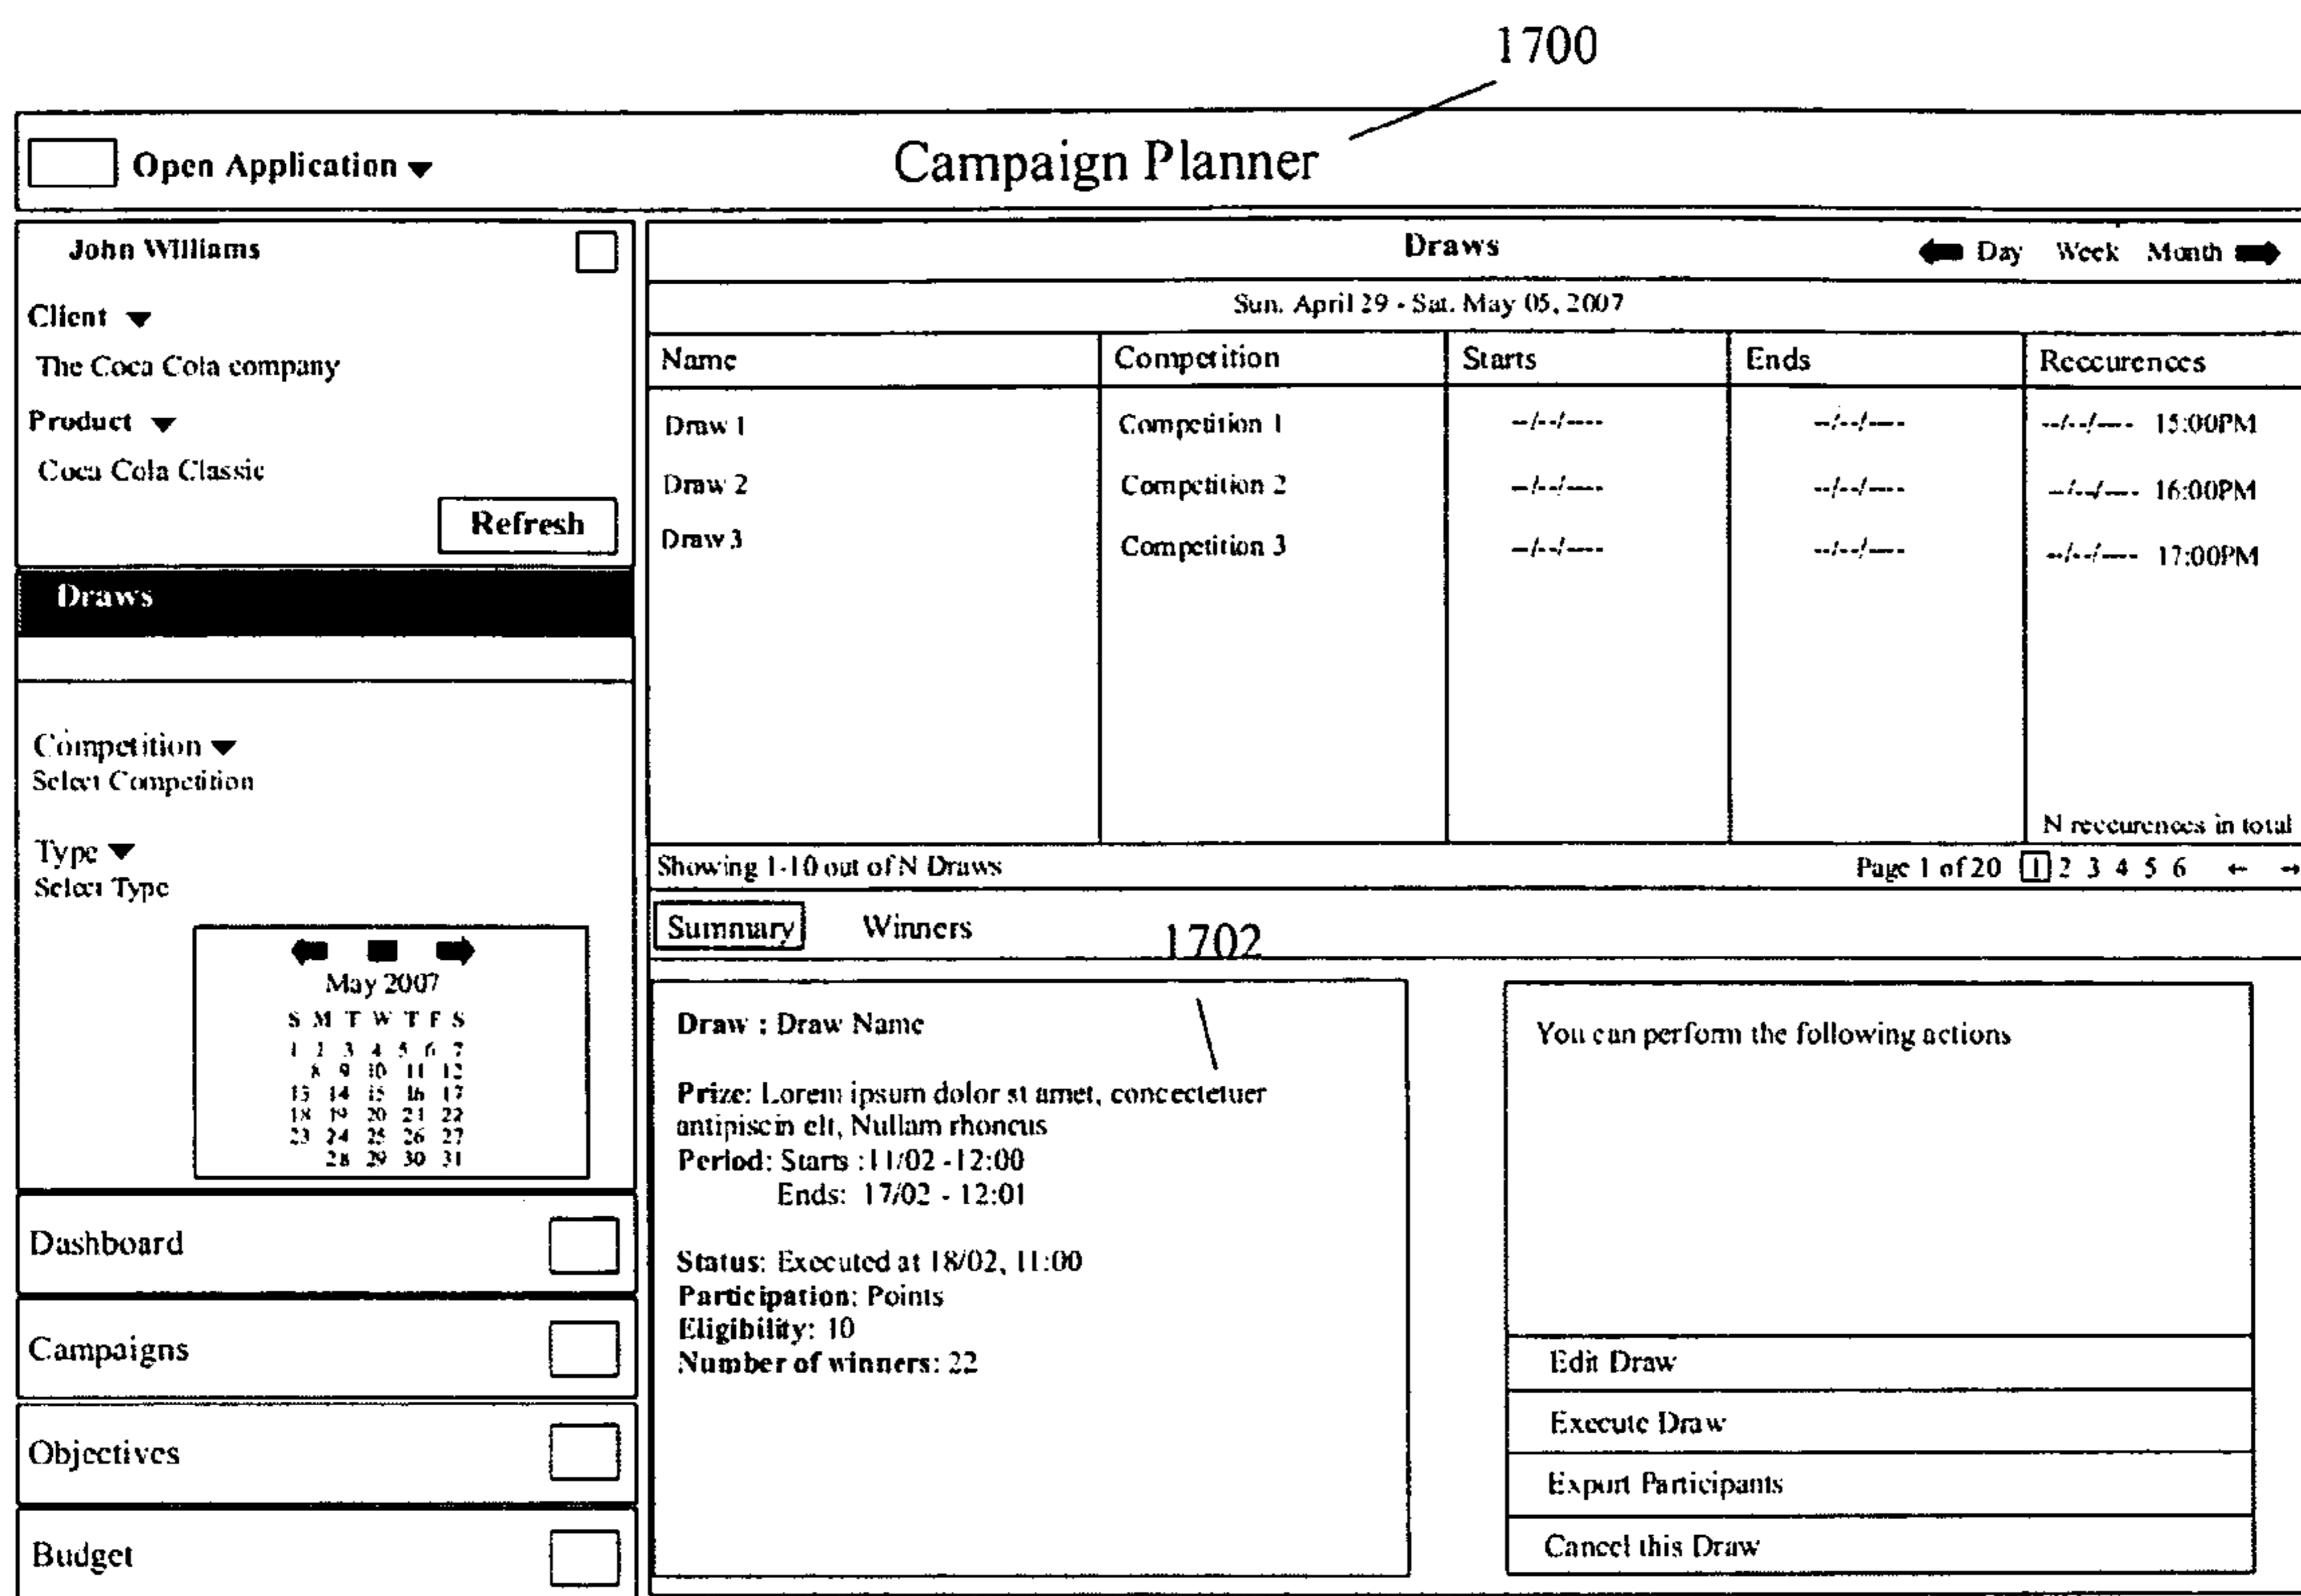 1700
Open Application
Campaign Planner
John Williams
Client
The Coca Cola company
Product
Coca Cola Classic
Refresh
Draws
Competition
Select Competition
Type
Select Type
May 2007
S M T W T F S
1 2 3 4 5 6 7
8 9 10 11 12
13 14 15 16 17
18 19 20 21 22
23 24 25 26 27
28 29 30 31
Dashboard
Campaigns
Objectives
Budget
Draws
Day Week Month
Sun. April 29 - Sat. May 05, 2007
Name Competition Starts Ends Reccurences
Draw 1 Competition 1 --/--/---- --/--/---- --/--/---- 15:00PM
Draw 2 Competition 2 --/--/---- --/--/---- --/--/---- 16:00PM
Draw 3 Competition 3 --/--/---- --/--/---- --/--/---- 17:00PM
N reccurences in total
Showing 1-10 out of N Draws Page 1 of 20 1 2 3 4 5 6 ← →
Summary Winners
1702
Draw : Draw Name
Prize: Lorem ipsum dolor st amet, concectetuer
antipiscin elt, Nullam rhoncus
Period: Starts :11/02 -12:00
Ends: 17/02 - 12:01
Status: Executed at 18/02, 11:00
Participation: Points
Eligibility: 10
Number of winners: 22
You can perform the following actions
Edit Draw
Execute Draw
Export Participants
Cancel this Draw